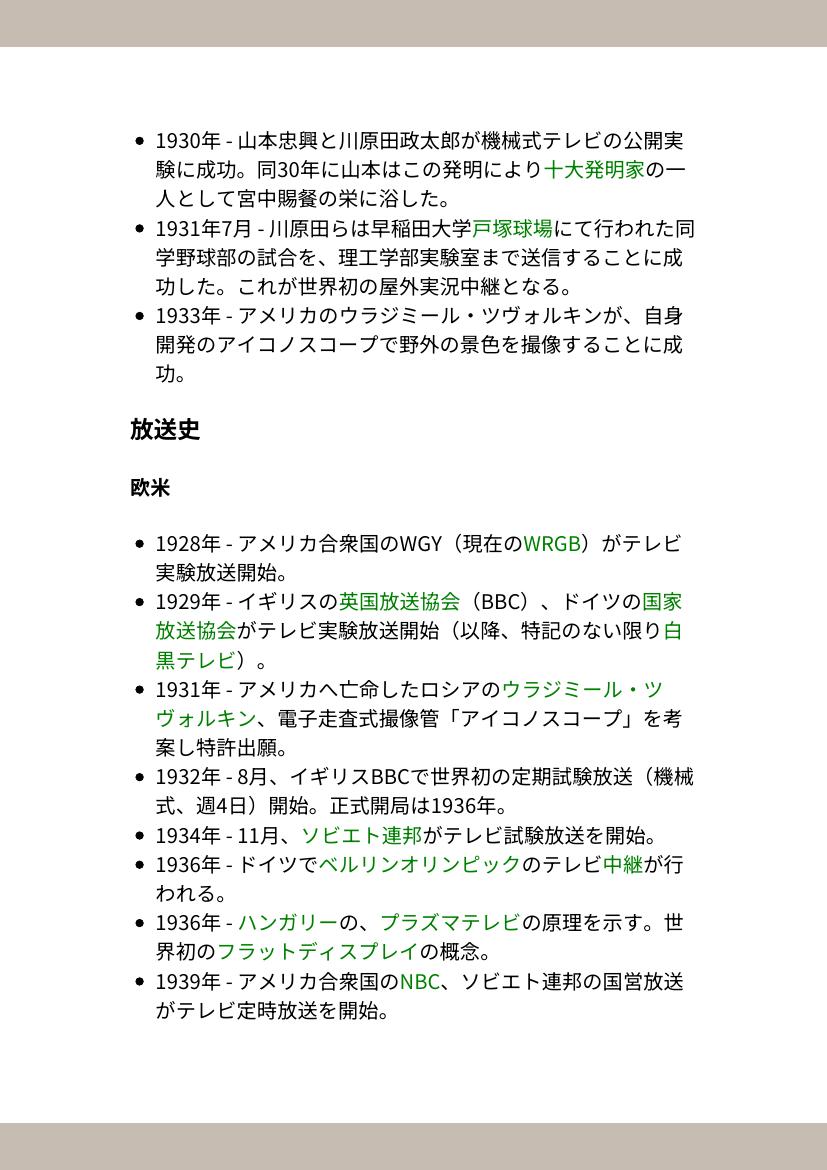 • 1930年 - 山本忠興と川原田政太郎が機械式テレビの公開実
験に成功。同30年に山本はこの発明により十大発明家の一
人として宮中賜餐の栄に浴した。
• 1931年7月 - 川原田らは早稲田大学戸塚球場にて行われた同
学野球部の試合を、理工学部実験室まで送信することに成
功した。これが世界初の屋外実況中継となる。
• 1933年 - アメリカのウラジミール・ツヴォルキンが、自身
開発のアイコノスコープで野外の景色を撮像することに成
功。
放送史
欧米
• 1928年 - アメリカ合衆国のWGY（現在のWRGB）がテレビ
実験放送開始。
• 1929年 - イギリスの英国放送協会（BBC）、ドイツの国家
放送協会がテレビ実験放送開始（以降、特記のない限り白
黒テレビ）。
• 1931年 - アメリカへ亡命したロシアのウラジミール・ツ
ヴォルキン、電子走査式撮像管「アイコノスコープ」を考
案し特許出願。
• 1932年 - 8月、イギリスBBCで世界初の定期試験放送（機械
式、週4日）開始。正式開局は1936年。
• 1934年 - 11月、ソビエト連邦がテレビ試験放送を開始。
• 1936年 - ドイツでベルリンオリンピックのテレビ中継が行
われる。
• 1936年 - ハンガリーの、プラズマテレビの原理を示す。世
界初のフラットディスプレイの概念。
• 1939年 - アメリカ合衆国のNBC、ソビエト連邦の国営放送
がテレビ定時放送を開始。